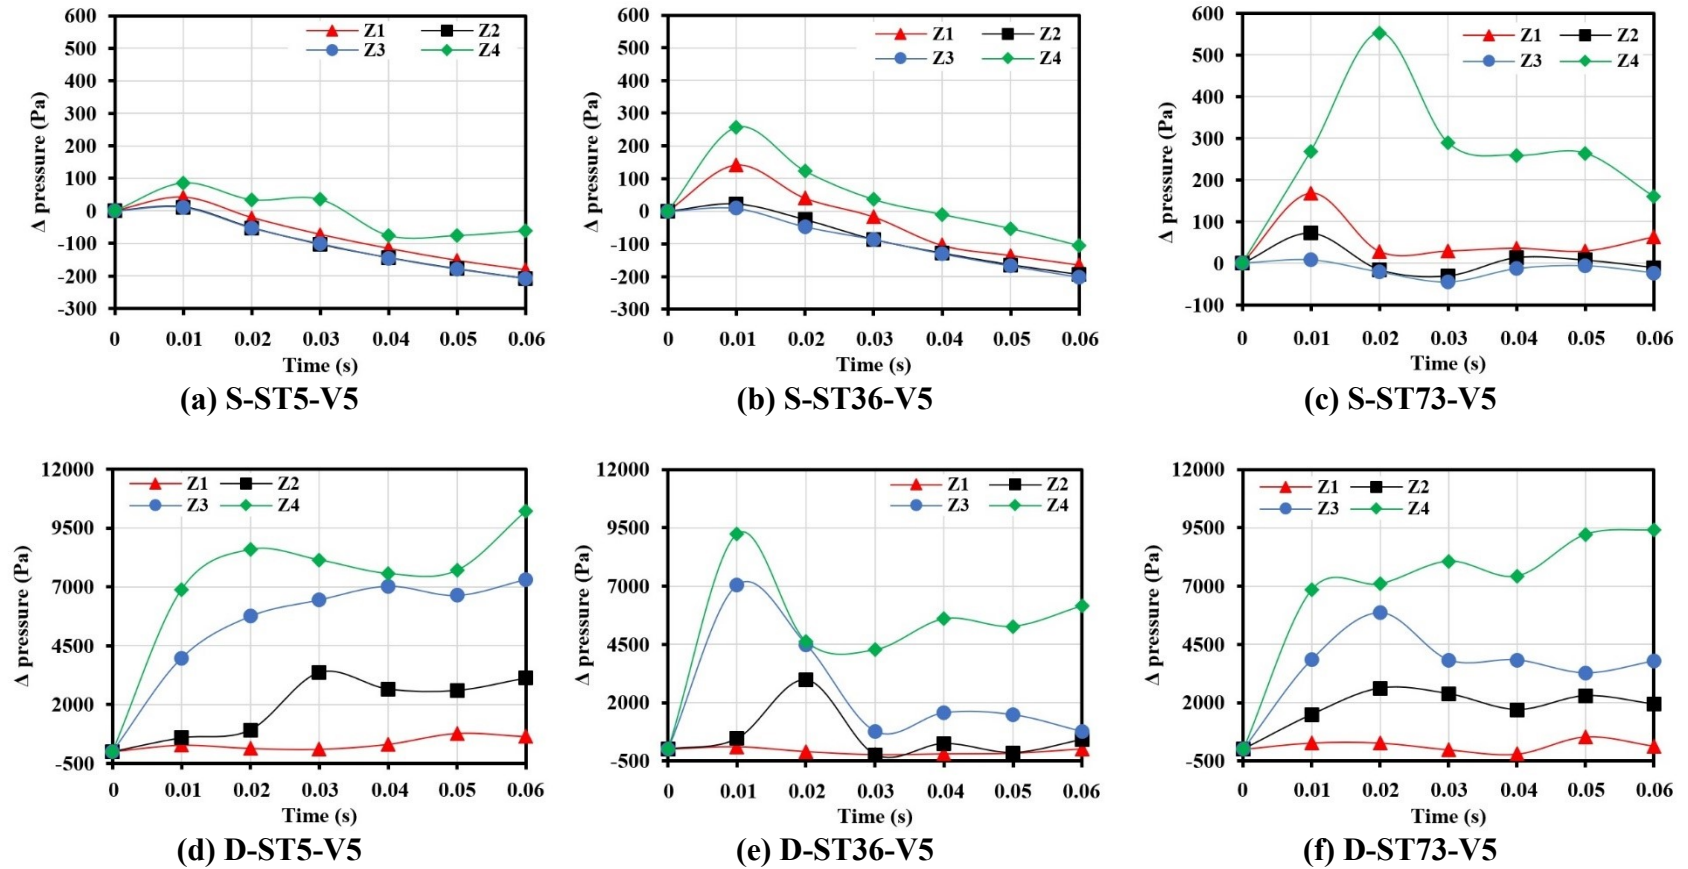 600
500
400
300
200
100
0
-100
-200
-300
Δ pressure (Pa)
Z1 Z2
Z3 Z4
0 0.01 0.02 0.03 0.04 0.05 0.06
Time (s)
(a) S-ST5-V5
600
500
400
300
200
100
0
-100
-200
-300
Δ pressure (Pa)
Z1 Z2
Z3 Z4
0 0.01 0.02 0.03 0.04 0.05 0.06
Time (s)
(b) S-ST36-V5
600
500
400
300
200
100
0
-100
Δ pressure (Pa)
Z1 Z2
Z3 Z4
0 0.01 0.02 0.03 0.04 0.05 0.06
Time (s)
(c) S-ST73-V5
12000
9500
7000
4500
2000
-500
Δ pressure (Pa)
Z1 Z2
Z3 Z4
0 0.01 0.02 0.03 0.04 0.05 0.06
Time (s)
(d) D-ST5-V5
12000
9500
7000
4500
2000
-500
Δ pressure (Pa)
Z1 Z2
Z3 Z4
0 0.01 0.02 0.03 0.04 0.05 0.06
Time (s)
(e) D-ST36-V5
12000
9500
7000
4500
2000
-500
Δ pressure (Pa)
Z1 Z2
Z3 Z4
0 0.01 0.02 0.03 0.04 0.05 0.06
Time (s)
(f) D-ST73-V5